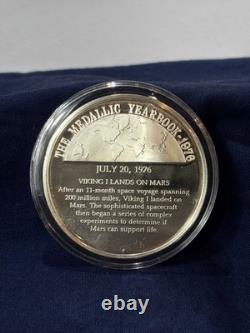 THE MEDALLIC YEARBOOK-1976
JULY 20, 1976
VIKING I LANDS ON MARS
After an 11-month space voyage spanning
200 million miles, Viking I landed on
Mars. The sophisticated spacecraft
then began a series of complex
experiments to determine if
Mars can support life.
ebay.com